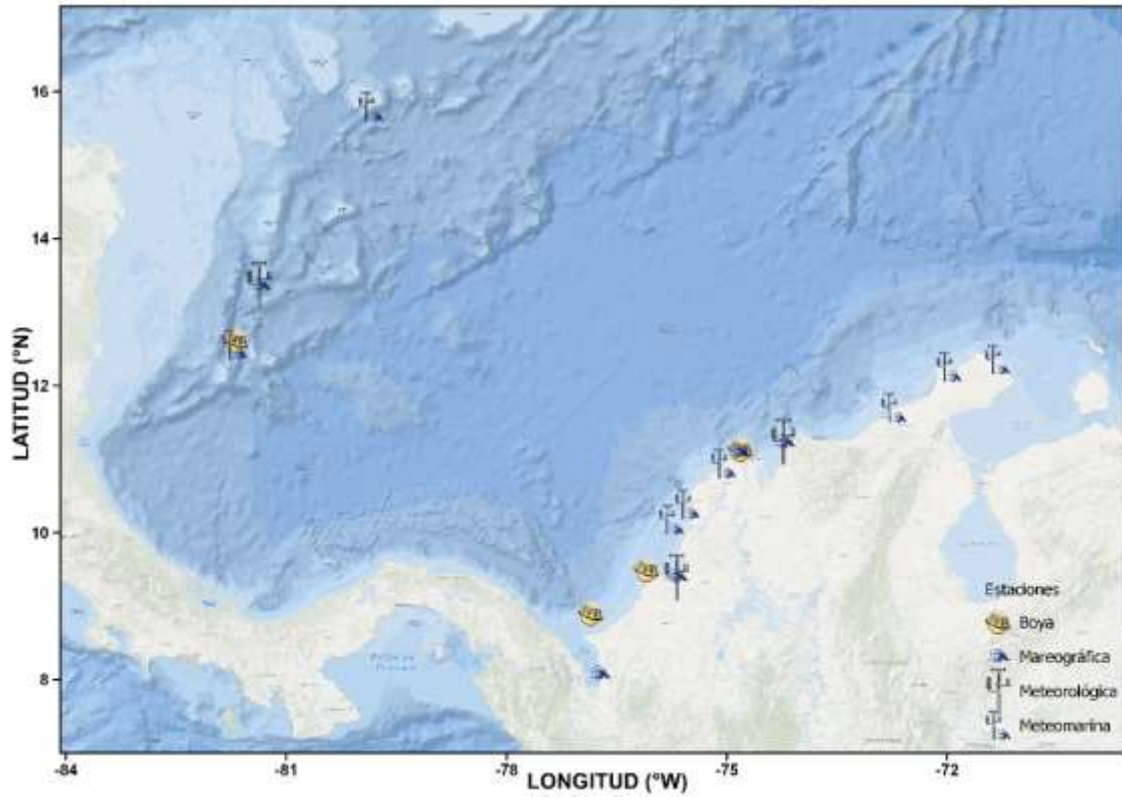 16
14
12
10
8
LATITUD (°N)
-84
-81
-78
-75
-72
LONGITUD (°W)
Estaciones
Boya
Mareográfica
Meteorológica
Meteomarina